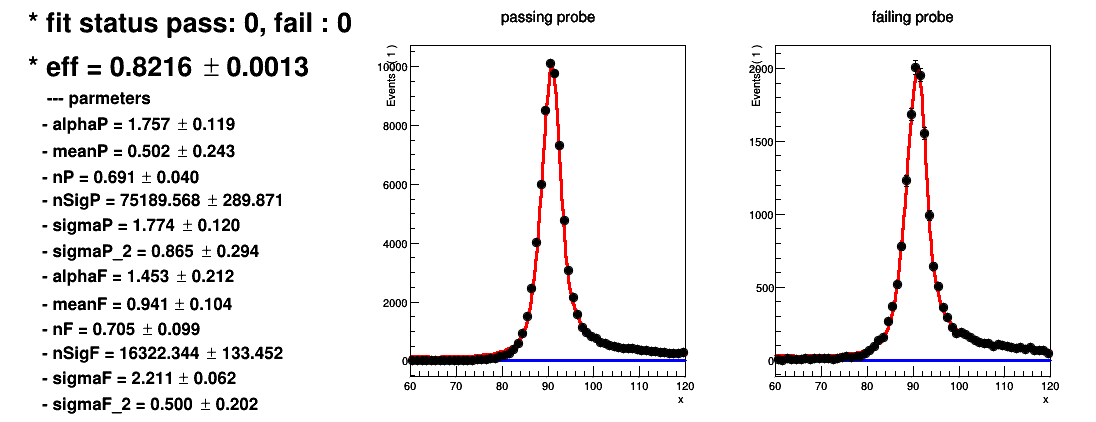 * fit status pass: 0, fail : 0
* eff = 0.8216 ± 0.0013
--- parmeters
- alphaP = 1.757 ± 0.119
- meanP = 0.502 ± 0.243
- nP = 0.691 ± 0.040
- nSigP = 75189.568 ± 289.871
- sigmaP = 1.774 ± 0.120
- sigmaP_2 = 0.865 ± 0.294
- alphaF = 1.453 ± 0.212
- meanF = 0.941 ± 0.104
- nF = 0.705 ± 0.099
- nSigF = 16322.344 ± 133.452
- sigmaF = 2.211 ± 0.062
- sigmaF_2 = 0.500 ± 0.202
passing probe
Events / ( 1 )
10000
8000
6000
4000
2000
0
60 70 80 90 100 110 120
x
failing probe
Events / ( 1 )
2000
1500
1000
500
0
60 70 80 90 100 110 120
x